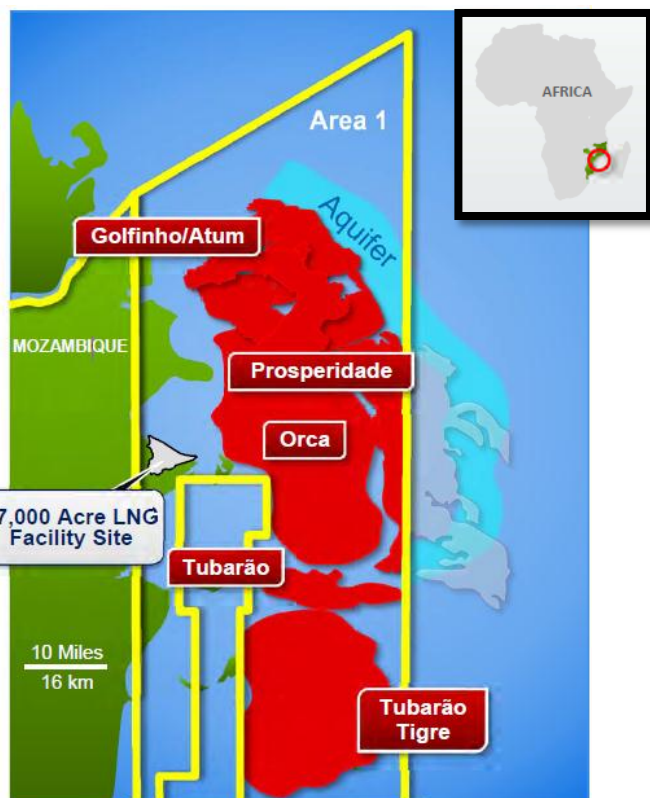 AFRICA
Area 1
Aquifer
Golfinho/Atum
MOZAMBIQUE
Prosperidade
Orca
7,000 Acre LNG
Facility Site
Tubarão
10 Miles
16 km
Tubarão
Tigre